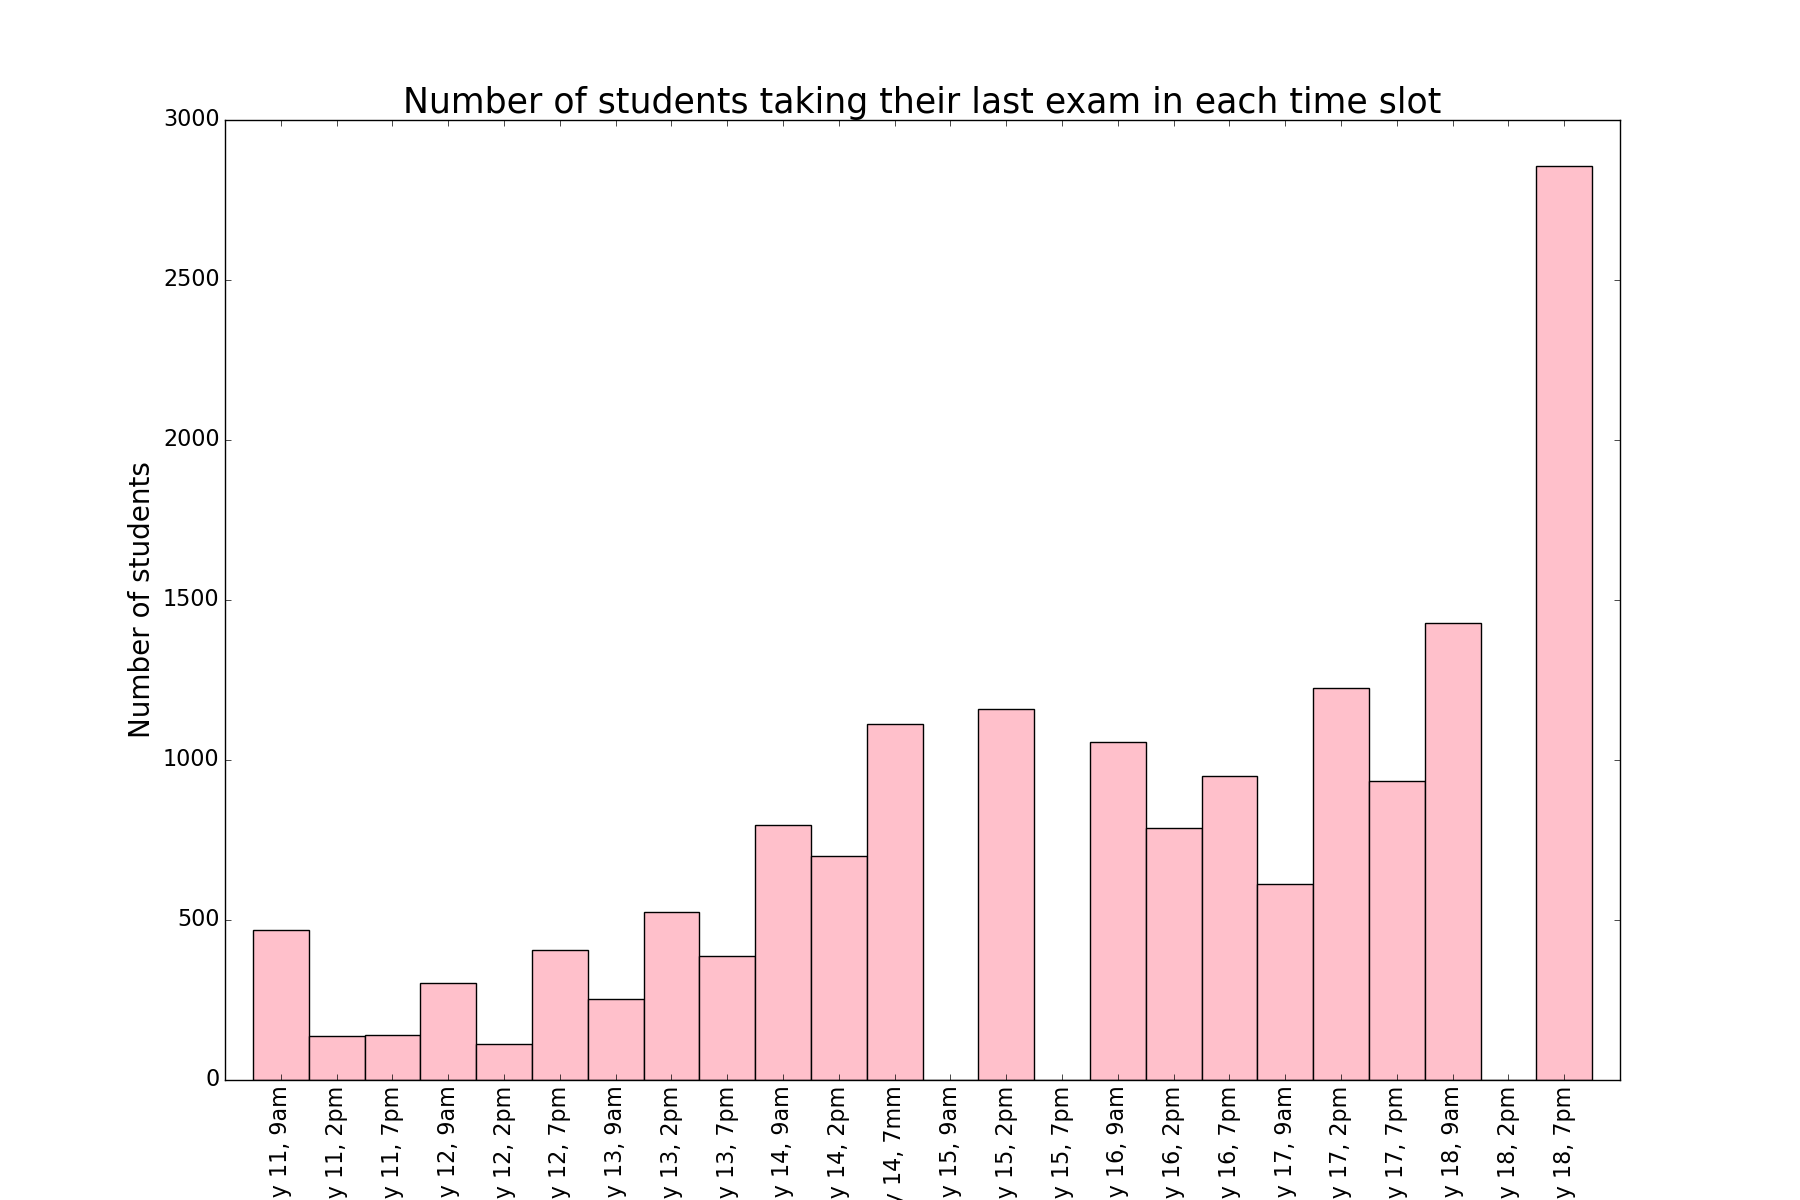 Number of students taking their last exam in each time slot
3000
2500
2000
1500
1000
500
0
Number of students
y 11, 9am
y 11, 2pm
y 11, 7pm
y 12, 9am
y 12, 2pm
y 12, 7pm
y 13, 9am
y 13, 2pm
y 13, 7pm
y 14, 9am
y 14, 2pm
y 14, 7mm
y 15, 9am
y 15, 2pm
y 15, 7pm
y 16, 9am
y 16, 2pm
y 16, 7pm
y 17, 9am
y 17, 2pm
y 17, 7pm
y 18, 9am
y 18, 2pm
y 18, 7pm